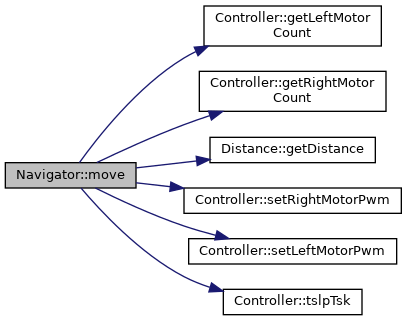 Controller::getLeftMotor
Count
Controller::getRightMotor
Count
Distance::getDistance
Navigator::move
Controller::setRightMotorPwm
Controller::setLeftMotorPwm
Controller::tslpTsk